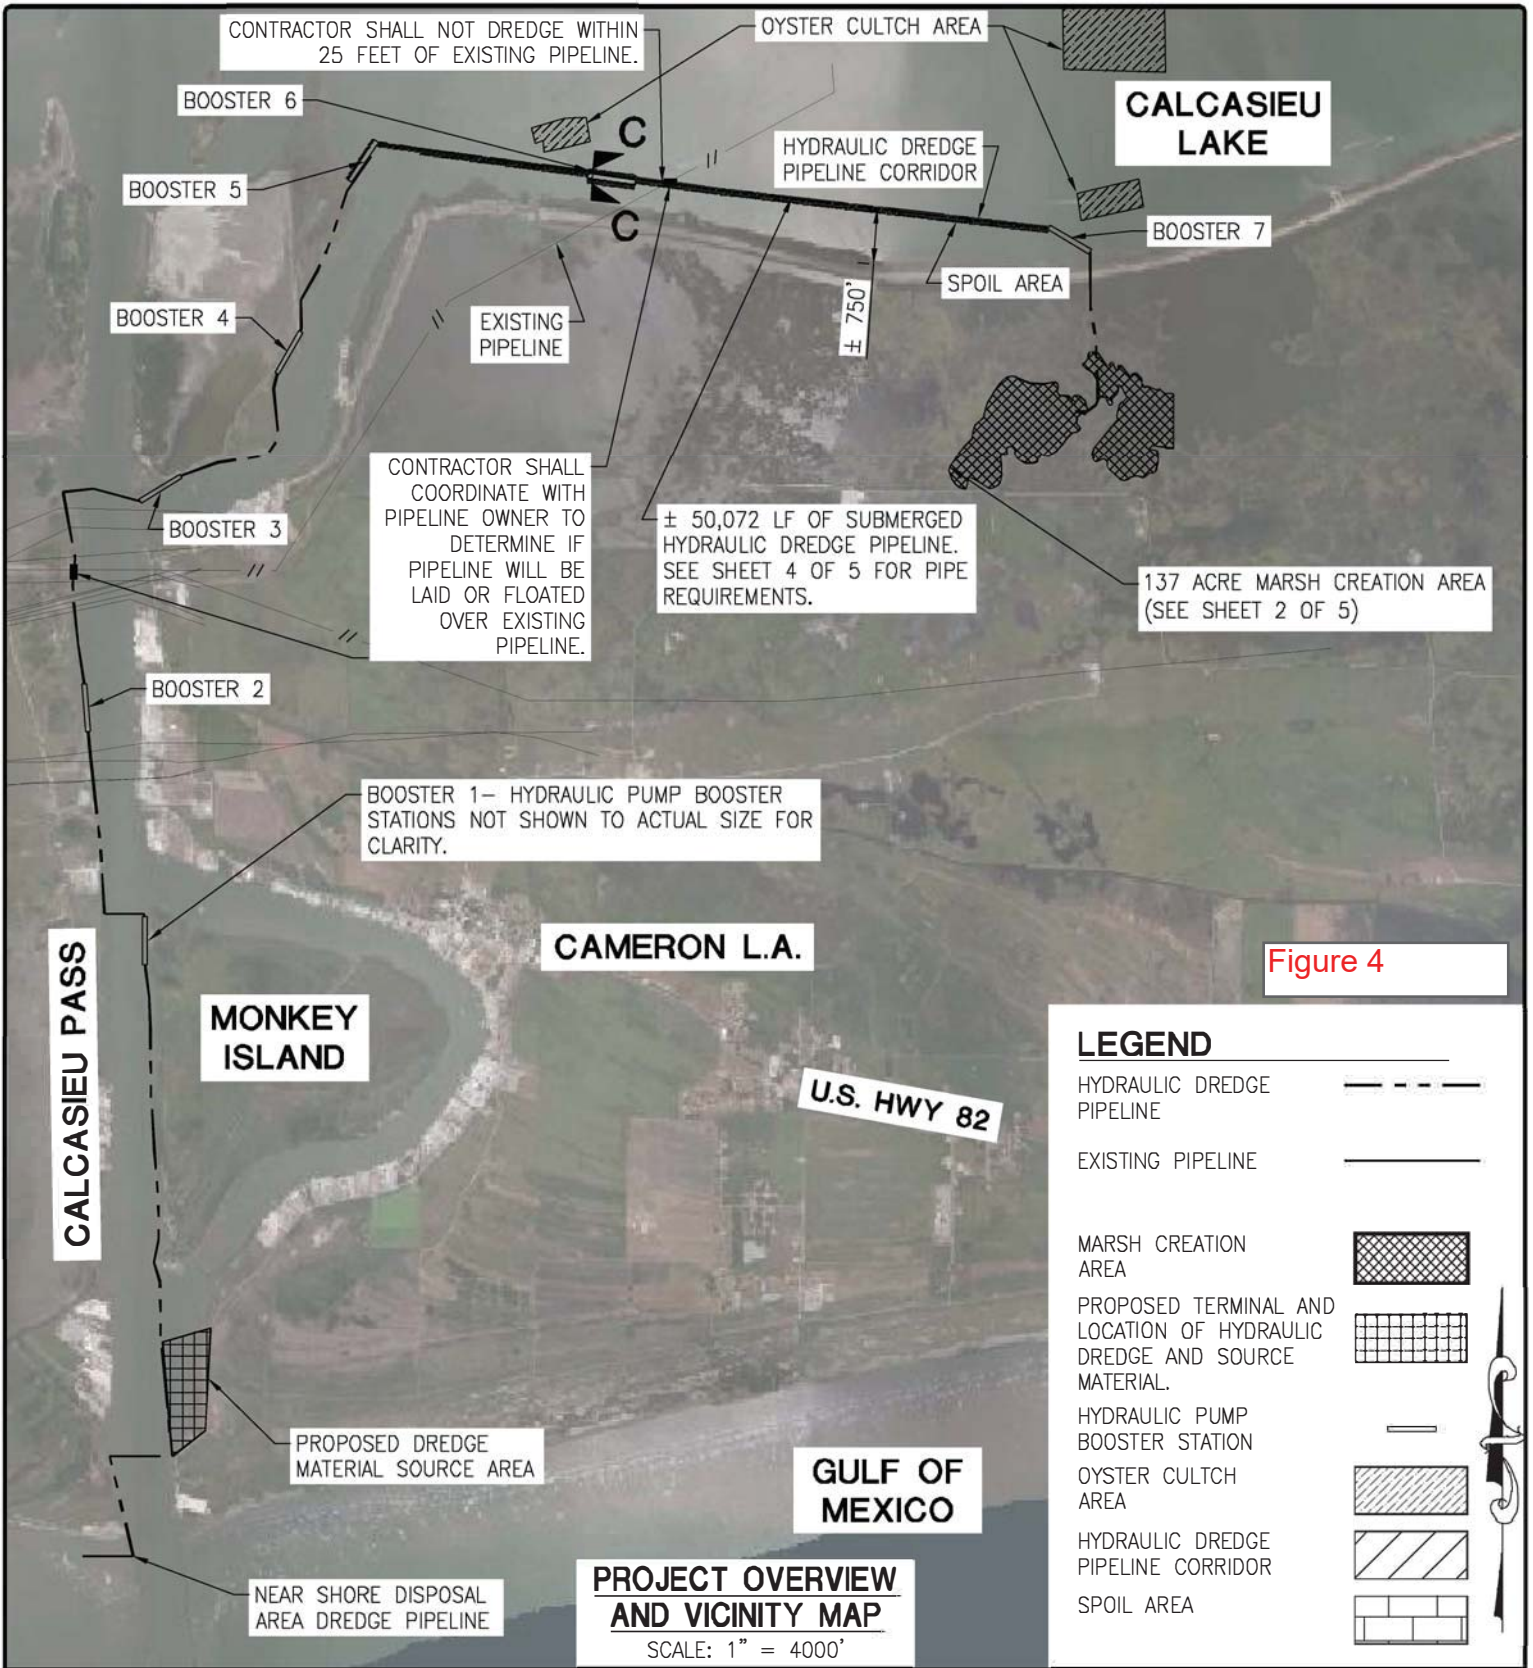 CONTRACTOR SHALL NOT DREDGE WITHIN
25 FEET OF EXISTING PIPELINE.
OYSTER CULTCH AREA
BOOSTER 6
CALCASIEU
LAKE
C
HYDRAULIC DREDGE
PIPELINE CORRIDOR
BOOSTER 5
C
BOOSTER 7
SPOIL AREA
BOOSTER 4
EXISTING
PIPELINE
± 750'
CONTRACTOR SHALL
COORDINATE WITH
PIPELINE OWNER TO
DETERMINE IF
PIPELINE WILL BE
LAID OR FLOATED
OVER EXISTING
PIPELINE.
BOOSTER 3
± 50,072 LF OF SUBMERGED
HYDRAULIC DREDGE PIPELINE.
SEE SHEET 4 OF 5 FOR PIPE
REQUIREMENTS.
137 ACRE MARSH CREATION AREA
(SEE SHEET 2 OF 5)
BOOSTER 2
BOOSTER 1– HYDRAULIC PUMP BOOSTER
STATIONS NOT SHOWN TO ACTUAL SIZE FOR
CLARITY.
CAMERON L.A.
CALCASIEU PASS
MONKEY
ISLAND
U.S. HWY 82
Figure 4
LEGEND
HYDRAULIC DREDGE
PIPELINE
EXISTING PIPELINE
MARSH CREATION
AREA
PROPOSED TERMINAL AND
LOCATION OF HYDRAULIC
DREDGE AND SOURCE
MATERIAL.
HYDRAULIC PUMP
BOOSTER STATION
OYSTER CULTCH
AREA
HYDRAULIC DREDGE
PIPELINE CORRIDOR
SPOIL AREA
PROPOSED DREDGE
MATERIAL SOURCE AREA
GULF OF
MEXICO
NEAR SHORE DISPOSAL
AREA DREDGE PIPELINE
PROJECT OVERVIEW
AND VICINITY MAP
SCALE: 1" = 4000'